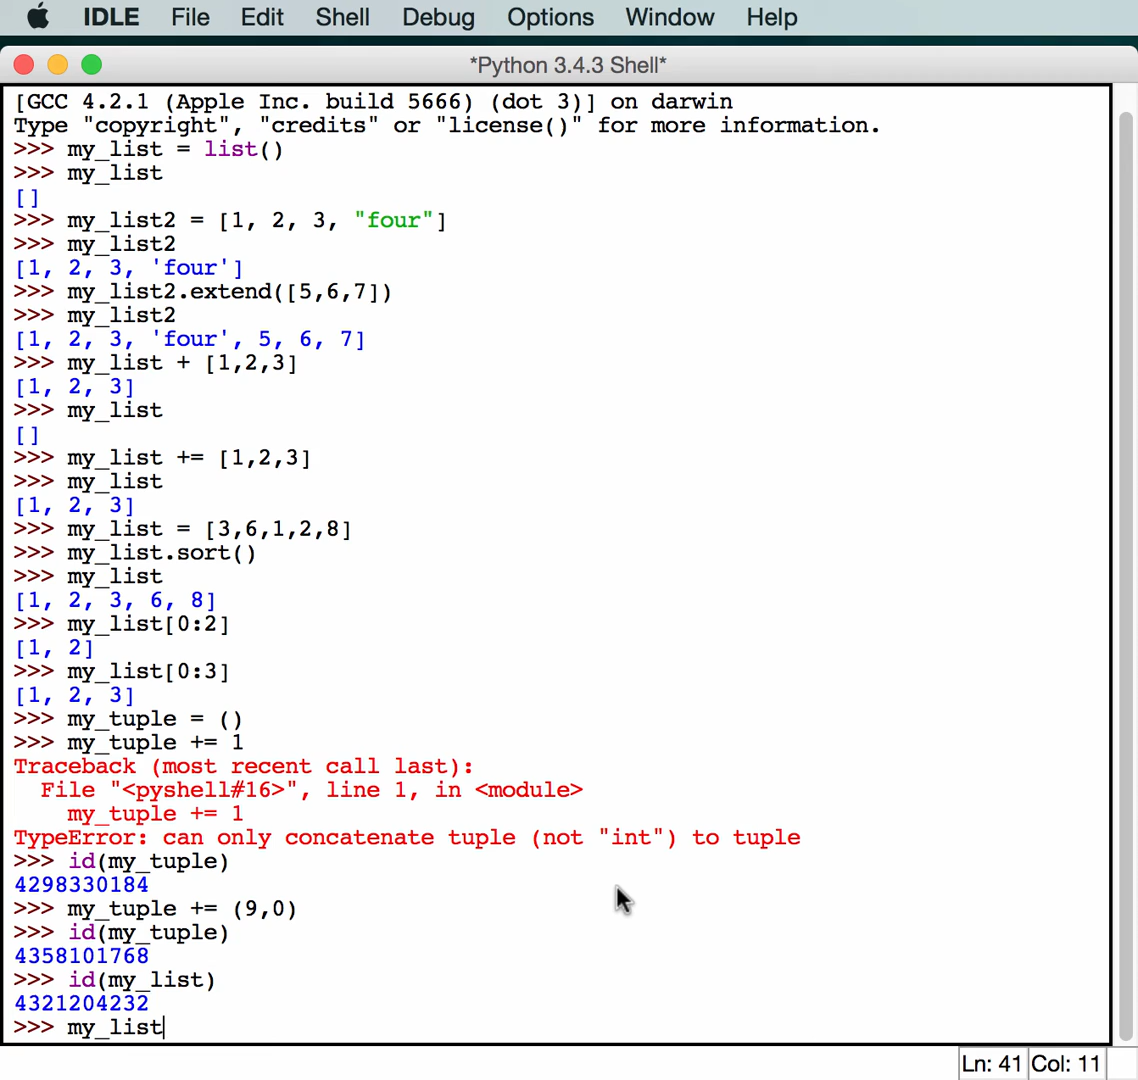 IDLE File Edit Shell Debug Options Window Help
*Python 3.4.3 Shell*
[GCC 4.2.1 (Apple Inc. build 5666) (dot 3)] on darwin
Type "copyright", "credits" or "license()" for more information.
>>> my_list = list()
>>> my_list
[]
>>> my_list2 = [1, 2, 3, "four"]
>>> my_list2
[1, 2, 3, 'four']
>>> my_list2.extend([5,6,7])
>>> my_list2
[1, 2, 3, 'four', 5, 6, 7]
>>> my_list + [1,2,3]
[1, 2, 3]
>>> my_list
[]
>>> my_list += [1,2,3]
>>> my_list
[1, 2, 3]
>>> my_list = [3,6,1,2,8]
>>> my_list.sort()
>>> my_list
[1, 2, 3, 6, 8]
>>> my_list[0:2]
[1, 2]
>>> my_list[0:3]
[1, 2, 3]
>>> my_tuple = ()
>>> my_tuple += 1
Traceback (most recent call last):
  File "<pyshell#16>", line 1, in <module>
    my_tuple += 1
TypeError: can only concatenate tuple (not "int") to tuple
>>> id(my_tuple)
4298330184
>>> my_tuple += (9,0)
>>> id(my_tuple)
4358101768
>>> id(my_list)
4321204232
>>> my_list
Ln: 41 Col: 11